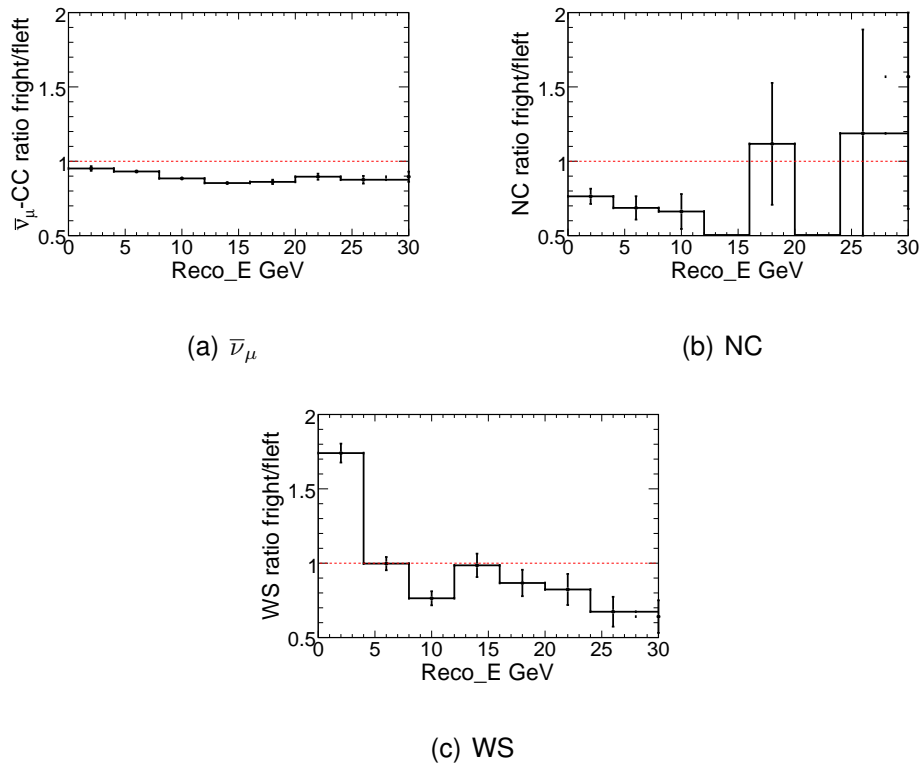 2
1.5
1
0.5
0 5 10 15 20 25 30
Reco_E GeV
ν̅μ-CC ratio fright/fleft
(a) ν̅μ
2
1.5
1
0.5
0 5 10 15 20 25 30
Reco_E GeV
NC ratio fright/fleft
(b) NC
2
1.5
1
0.5
0 5 10 15 20 25 30
Reco_E GeV
WS ratio fright/fleft
(c) WS